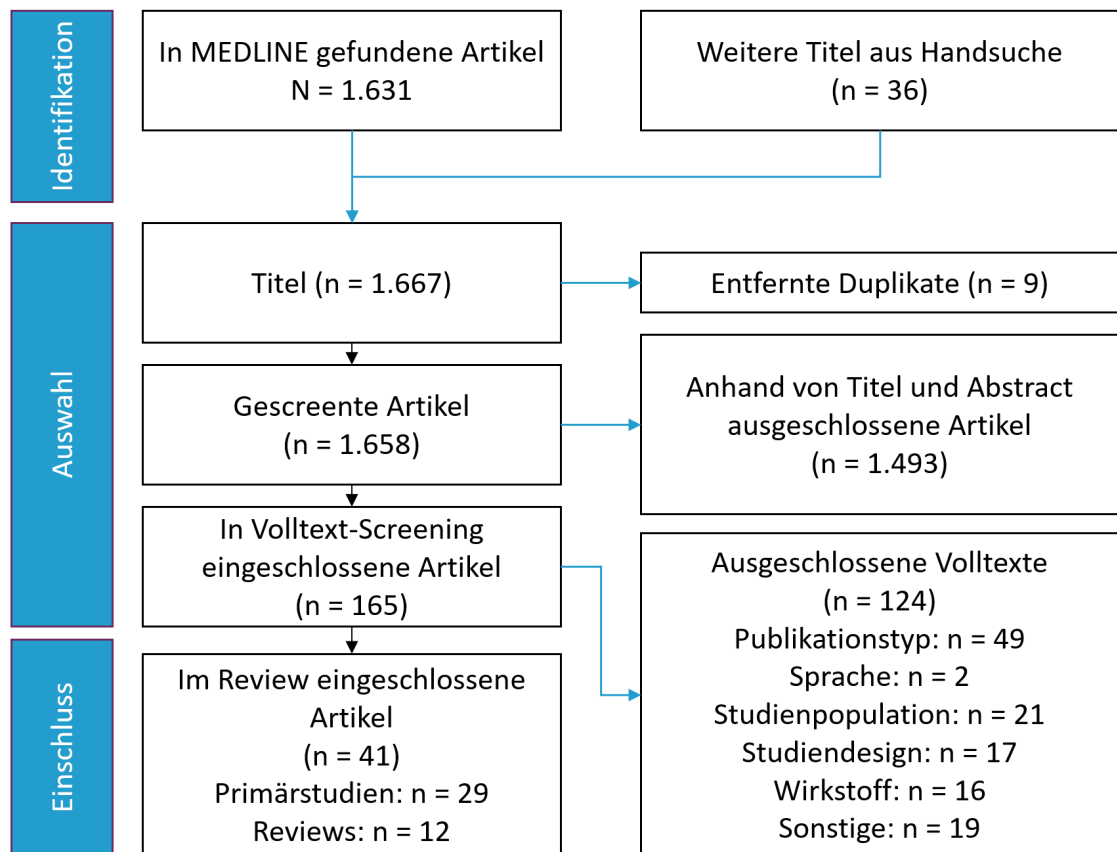 Identifikation
In MEDLINE gefundene Artikel
N = 1.631
Weitere Titel aus Handsuche
(n = 36)
Auswahl
Titel (n = 1.667)
Entfernte Duplikate (n = 9)
Gescreente Artikel
(n = 1.658)
Anhand von Titel und Abstract
ausgeschlossene Artikel
(n = 1.493)
In Volltext-Screening
eingeschlossene Artikel
(n = 165)
Ausgeschlossene Volltexte
(n = 124)
Publikationstyp: n = 49
Sprache: n = 2
Studienpopulation: n = 21
Studiendesign: n = 17
Wirkstoff: n = 16
Sonstige: n = 19
Einschluss
Im Review eingeschlossene
Artikel
(n = 41)
Primärstudien: n = 29
Reviews: n = 12